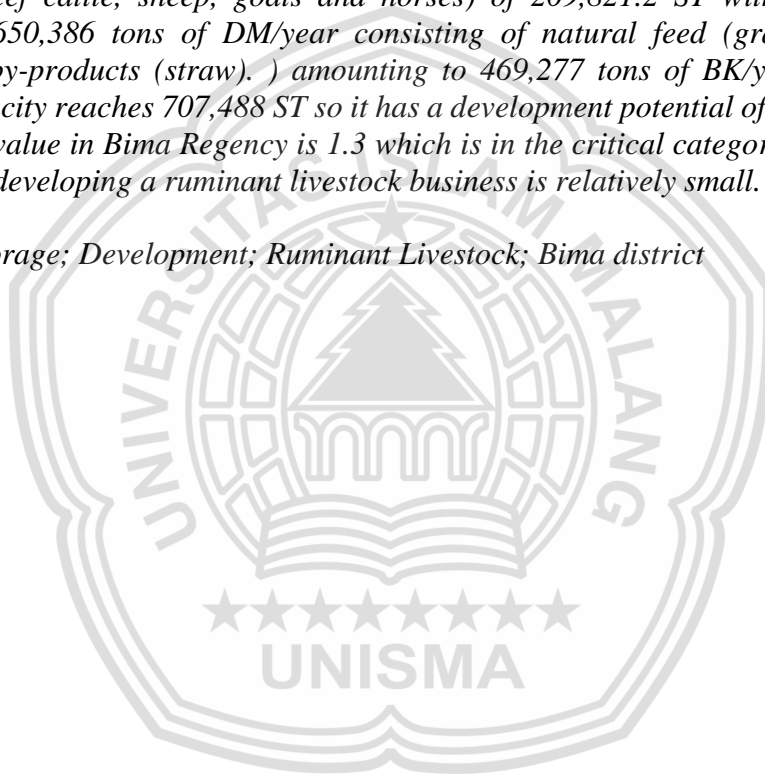 beef cattle, sheep, goats and horses) of 209,821.2 ST with
650,386 tons of DM/year consisting of natural feed (gra
by-products (straw). ) amounting to 469,277 tons of BK/y
city reaches 707,488 ST so it has a development potential of
value in Bima Regency is 1.3 which is in the critical categor
developing a ruminant livestock business is relatively small.
orage; Development; Ruminant Livestock; Bima district
UNIVERSITAS ISLAM MALANG
UNISMA